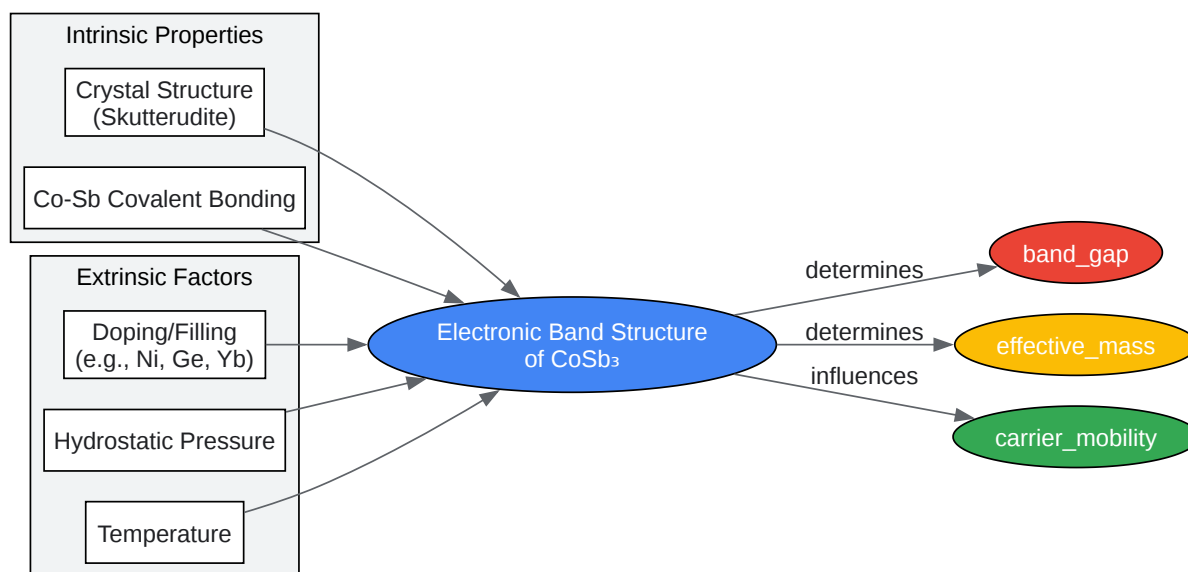 Intrinsic Properties
Crystal Structure
(Skutterudite)
Co-Sb Covalent Bonding
Extrinsic Factors
Doping/Filling
(e.g., Ni, Ge, Yb)
Hydrostatic Pressure
Temperature
Electronic Band Structure
of CoSb₃
determines
determines
influences
band_gap
effective_mass
carrier_mobility